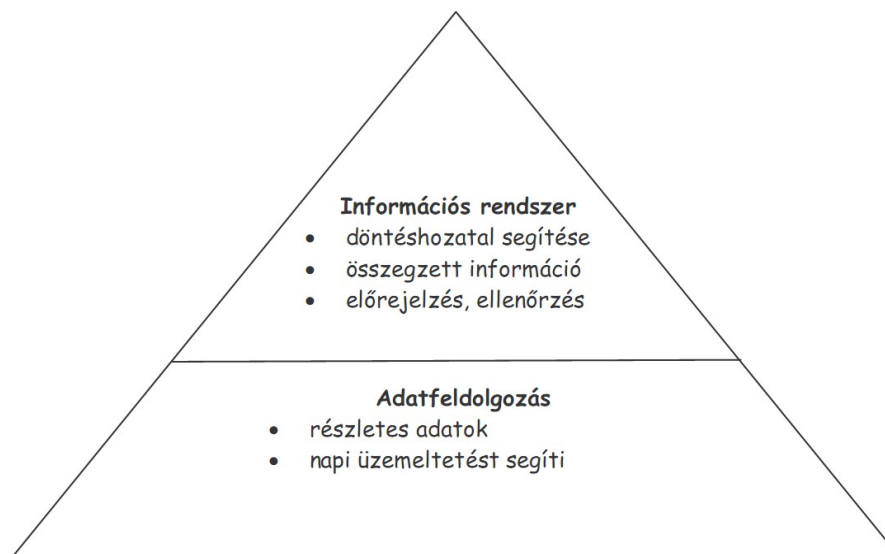 Információs rendszer
• döntéshozatal segítése
• összegzett információ
• előrejelzés, ellenőrzés
Adatfeldolgozás
• részletes adatok
• napi üzemeltetést segíti